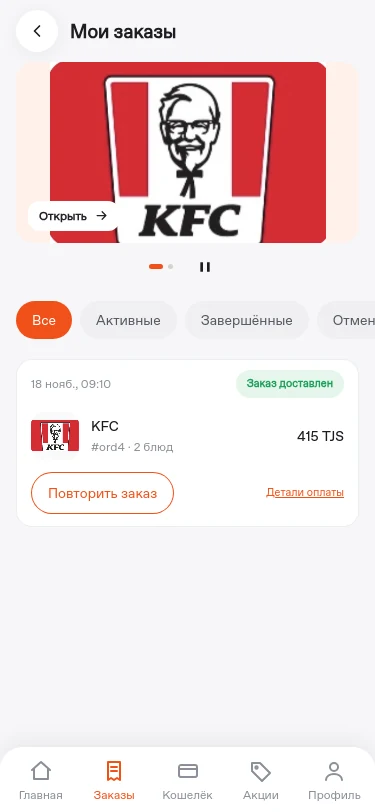 Мои заказы
KFC
Открыть →
Все
Активные
Завершённые
Отмен
18 нояб., 09:10
Заказ доставлен
KFC
KFC
#ord4 · 2 блюд
415 TJS
Повторить заказ
Детали оплаты
Главная
Заказы
Кошелёк
Акции
Профиль